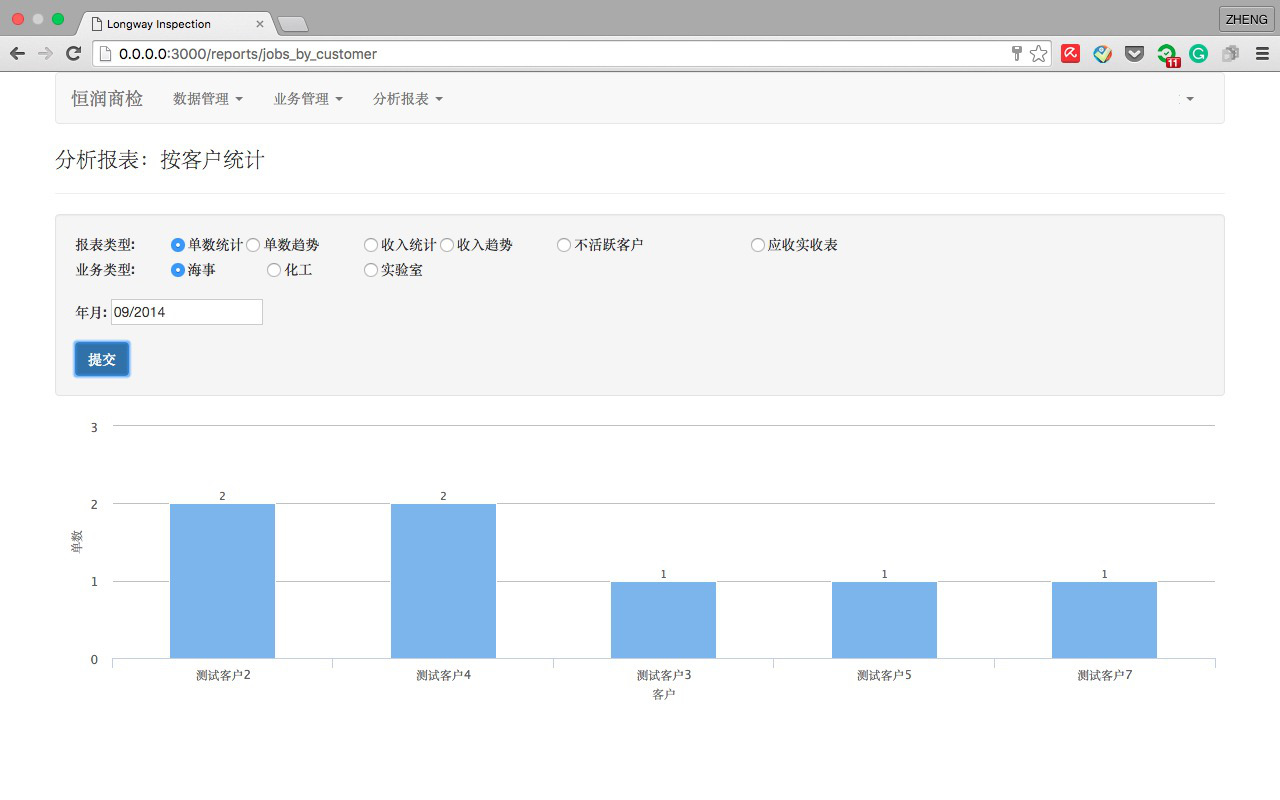 Longway Inspection
ZHENG
0.0.0.0:3000/reports/jobs_by_customer
11
恒润商检 数据管理 业务管理 分析报表
分析报表：按客户统计
报表类型: 单数统计 单数趋势 收入统计 收入趋势 不活跃客户 应收实收表
业务类型: 海事 化工 实验室
年月: 09/2014
提交
3
2
1
0
单数
2 2 1 1 1
测试客户2 测试客户4 测试客户3 测试客户5 测试客户7
客户